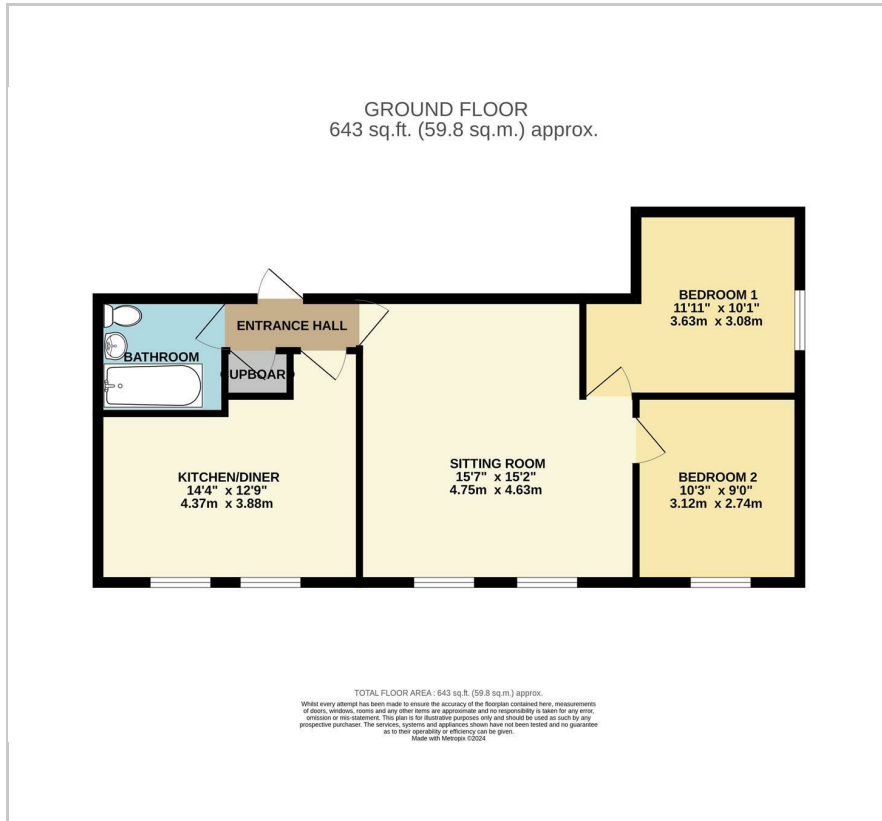 GROUND FLOOR
643 sq.ft. (59.8 sq.m.) approx.
BEDROOM 1
11'11" x 10'1"
3.63m x 3.08m
ENTRANCE HALL
BATHROOM
CUPBOARD
KITCHEN/DINER
14'4" x 12'9"
4.37m x 3.88m
SITTING ROOM
15'7" x 15'2"
4.75m x 4.63m
BEDROOM 2
10'3" x 9'0"
3.12m x 2.74m
TOTAL FLOOR AREA : 643 sq.ft. (59.8 sq.m.) approx.
Whilst every attempt has been made to ensure the accuracy of the floorplan contained here, measurements
of doors, windows, rooms and any other items are approximate and no responsibility is taken for any error,
omission or mis-statement. This plan is for illustrative purposes only and should be used as such by any
prospective purchaser. The services, systems and appliances shown have not been tested and no guarantee
as to their operability or efficiency can be given.
Made with Metropix ©2024